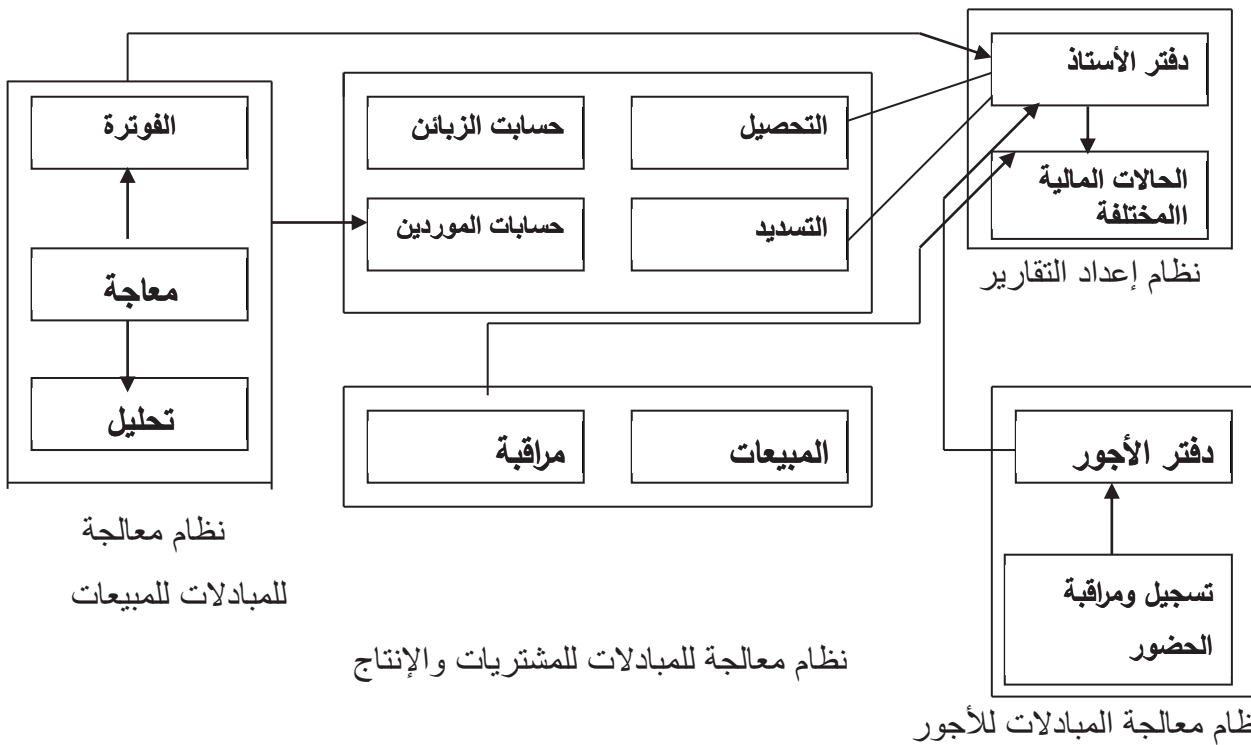 دفتر الأستاذ
الحالات المالية
االمختلفة
نظام إعداد التقارير
التحصيل
حسابت الزبائن
التسديد
حسابات الموردين
الفوترة
معاجة
تحليل
نظام معالجة
للمبادلات للمبيعات
المبيعات
مراقبة
نظام معالجة للمبادلات للمشتريات والإنتاج
دفتر الأجور
تسجيل ومراقبة
الحضور
ظام معالجة المبادلات للأجور